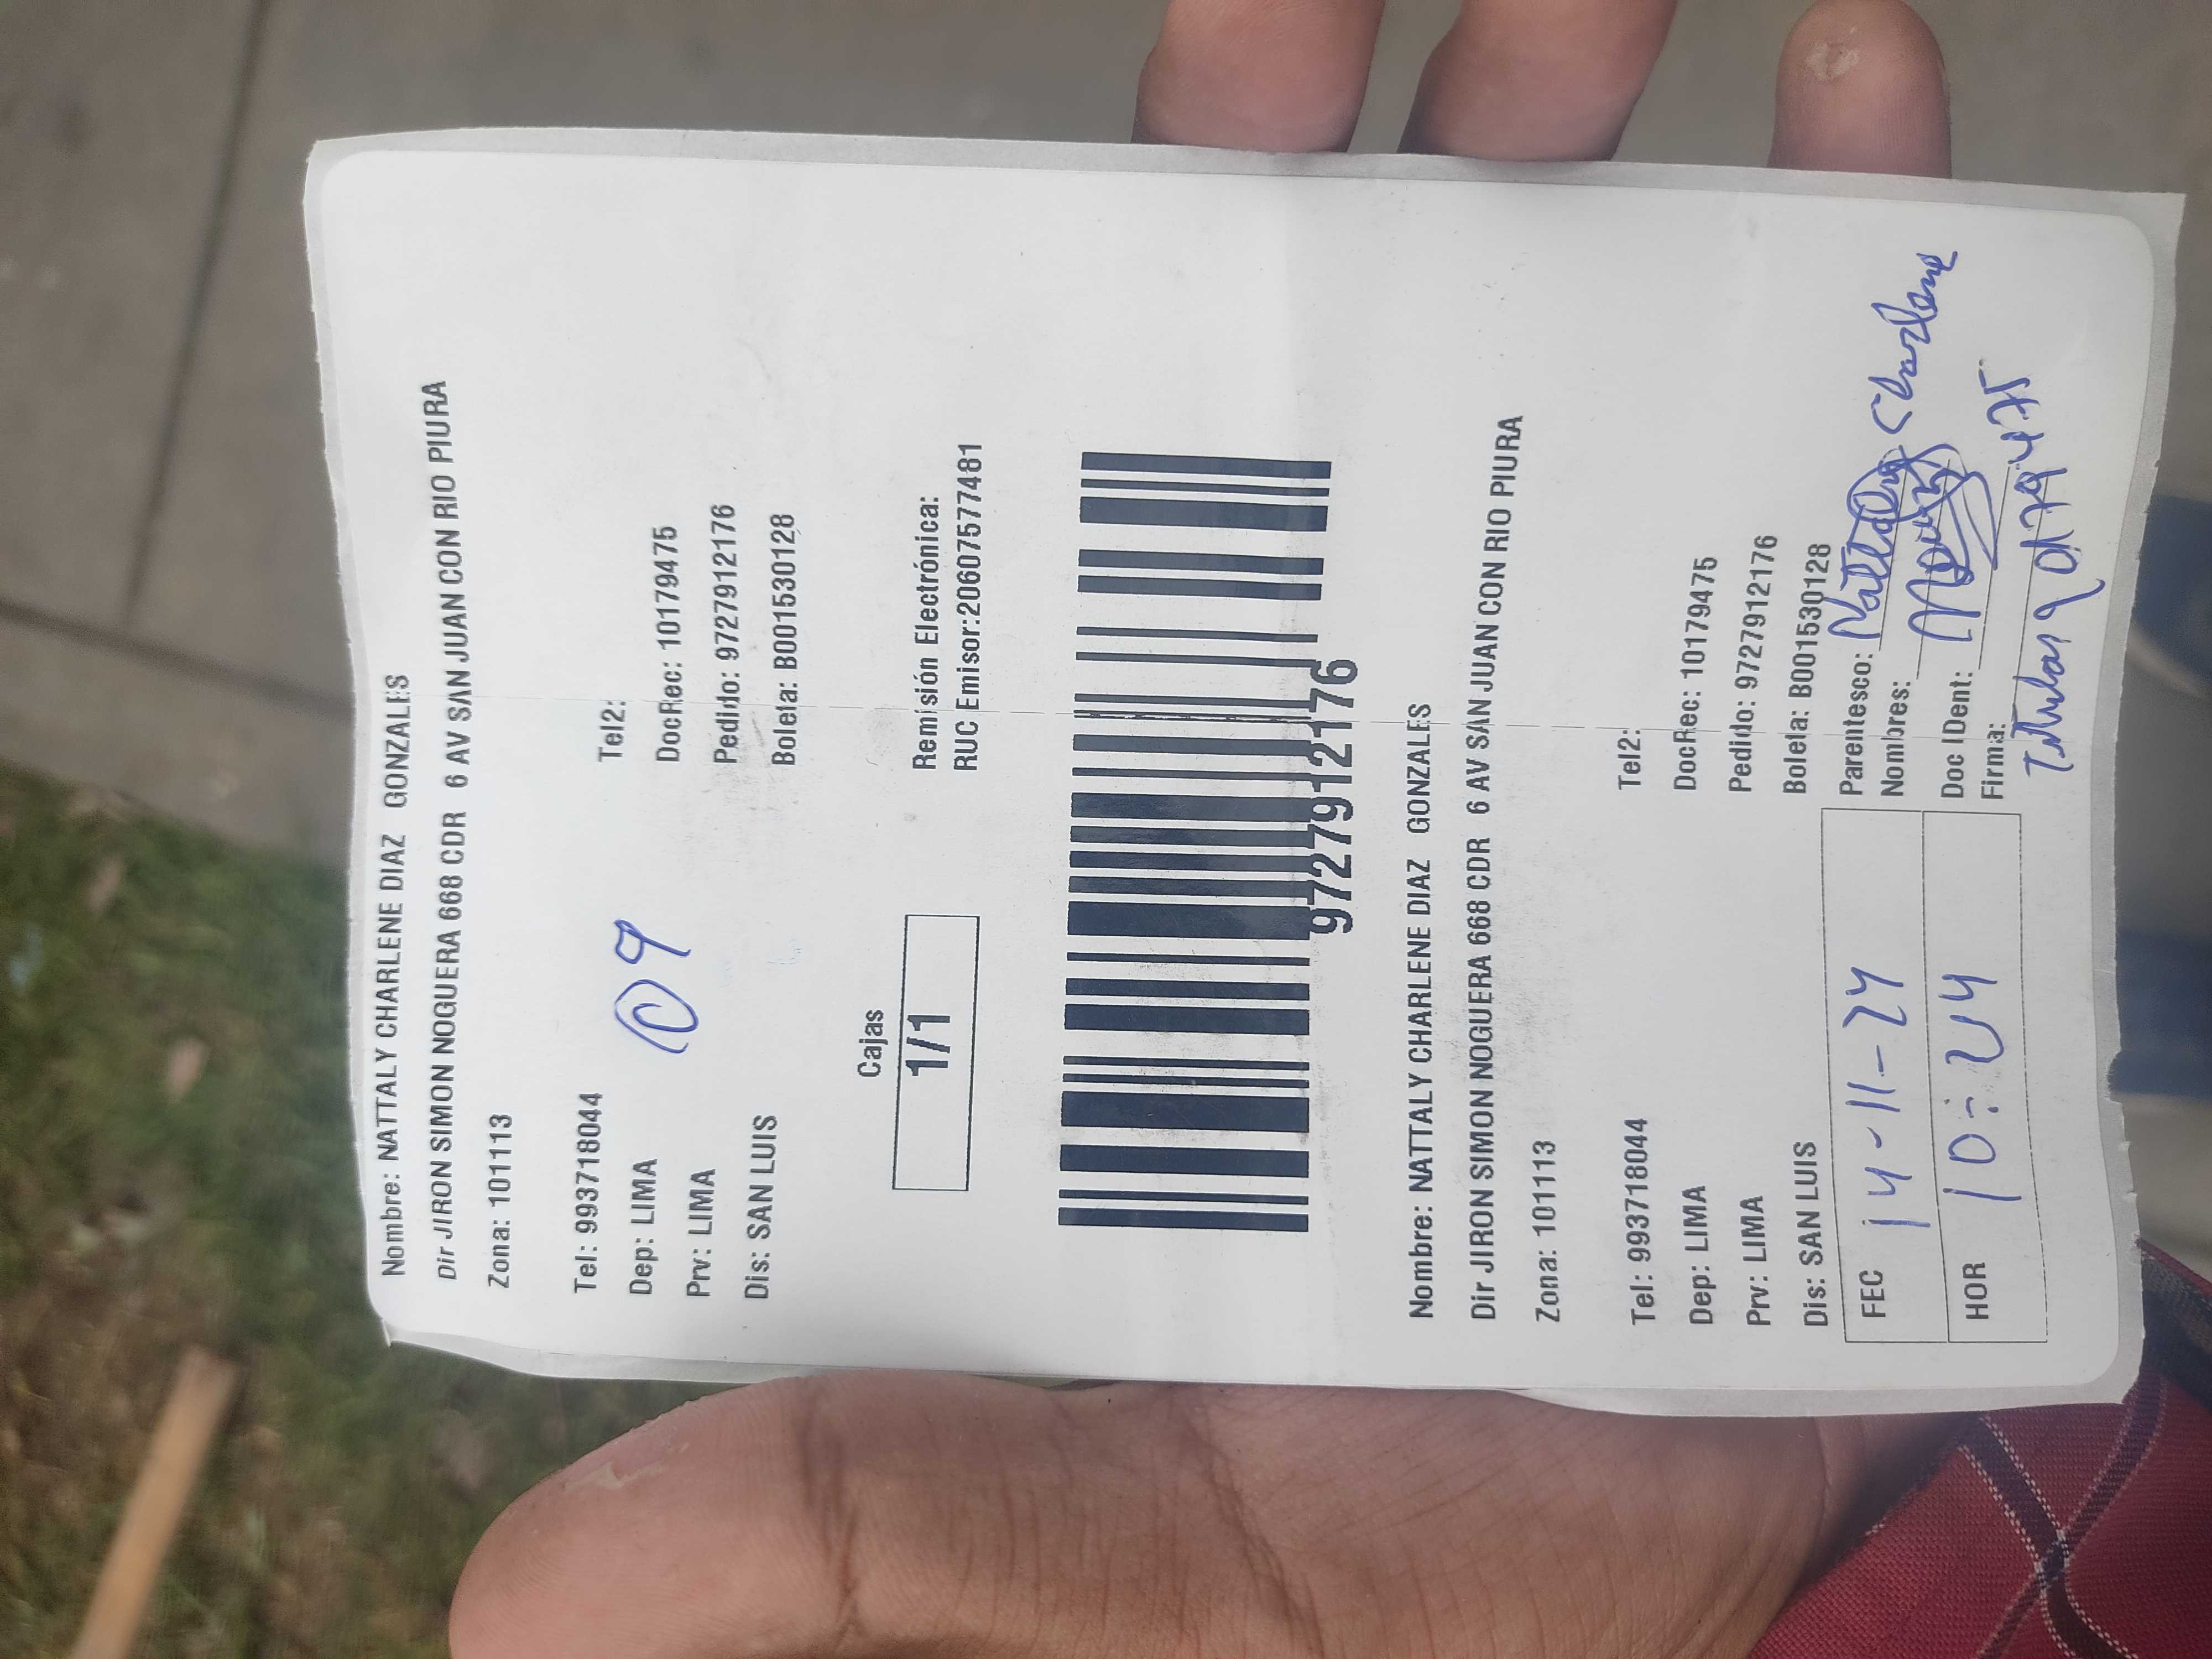 Nombre: NATTALY CHARLENE DIAZ GONZALES
Dir JIRON SIMON NOGUERA 668 CDR 6 AV SAN JUAN CON RIO PIURA
Zona: 101113
Tel: 993718044 Tel2:
Dep: LIMA DocRec: 10179475
Prv: LIMA Pedido: 9727912176
Dis: SAN LUIS Boleta: B001530128
09
Cajas
1/1
Remisión Electrónica:
RUC Emisor:20607577481
9727912176
Nombre: NATTALY CHARLENE DIAZ GONZALES
Dir JIRON SIMON NOGUERA 668 CDR 6 AV SAN JUAN CON RIO PIURA
Zona: 101113
Tel: 993718044 Tel2:
Dep: LIMA DocRec: 10179475
Prv: LIMA Pedido: 9727912176
Dis: SAN LUIS Boleta: B001530128
FEC 14-11-24
HOR 10:24
Parentesco: Nattaly Charlene
Nombres:
Doc IDent:
Firma:
Titular